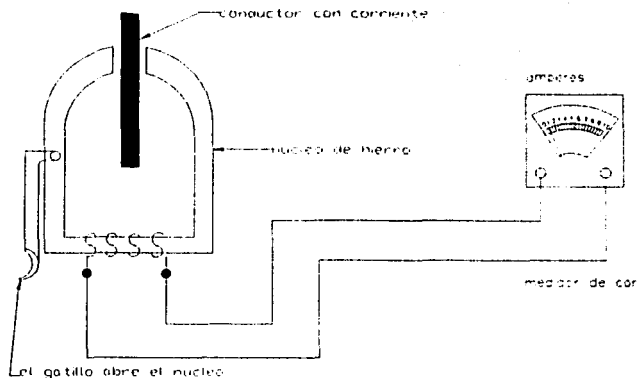 conductor con corriente
amperes
nucleo de hierro
medidor de cor
el gatillo abre el nucleo